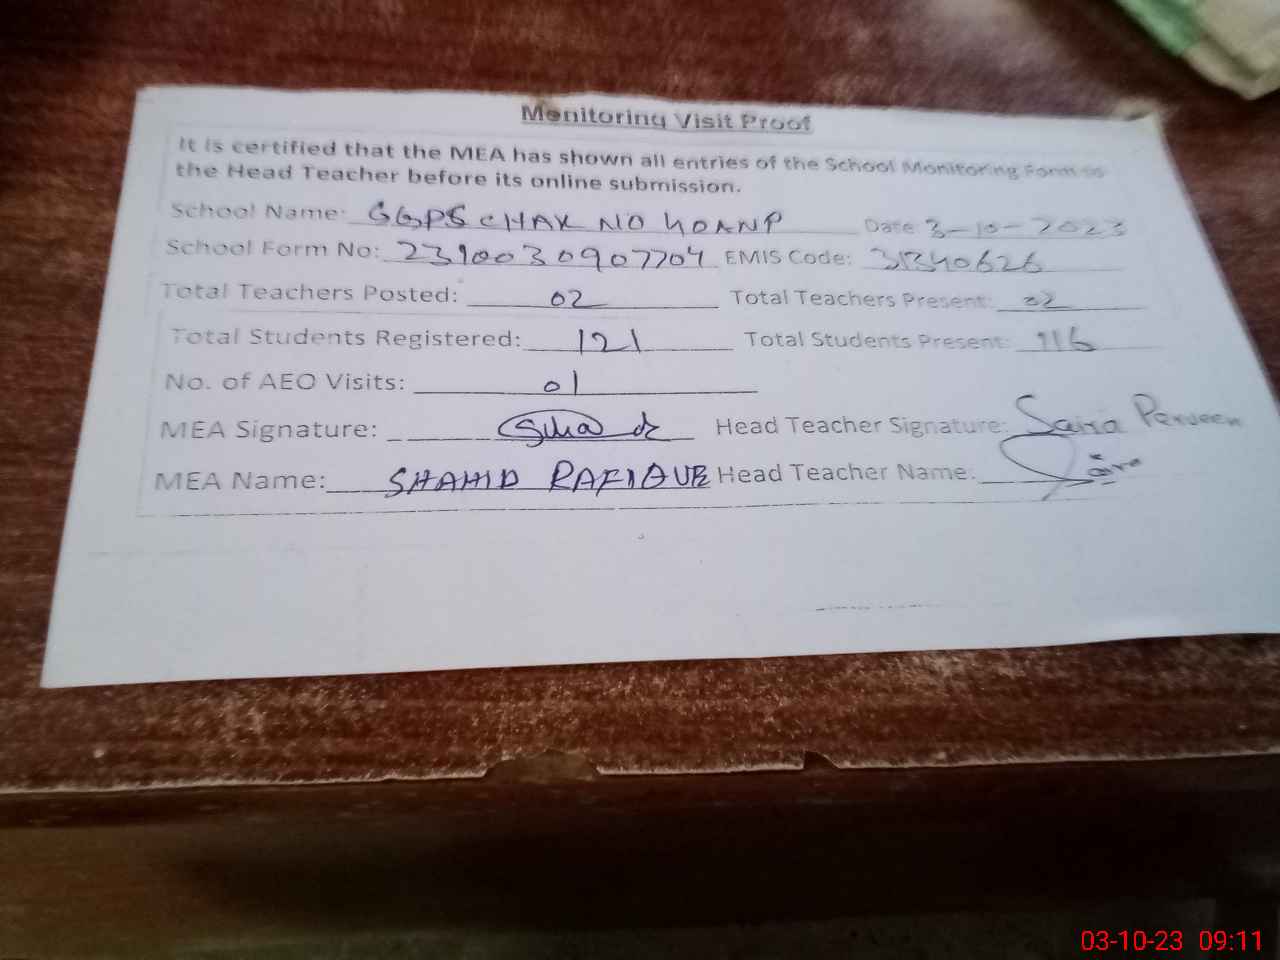 Monitoring Visit Proof
It is certified that the MEA has shown all entries of the School Monitoring Form to
the Head Teacher before its online submission.
School Name: GGPS CHAK NO 40ANP Date 3-10-2023
School Form No: 2310030907704 EMIS Code: 31340626
Total Teachers Posted: 02 Total Teachers Present: 02
Total Students Registered: 121 Total Students Present: 116
No. of AEO Visits: 01
MEA Signature: Head Teacher Signature: Saira Perveen
MEA Name: SHAHID RAFIQUE Head Teacher Name:
03-10-23 09:11